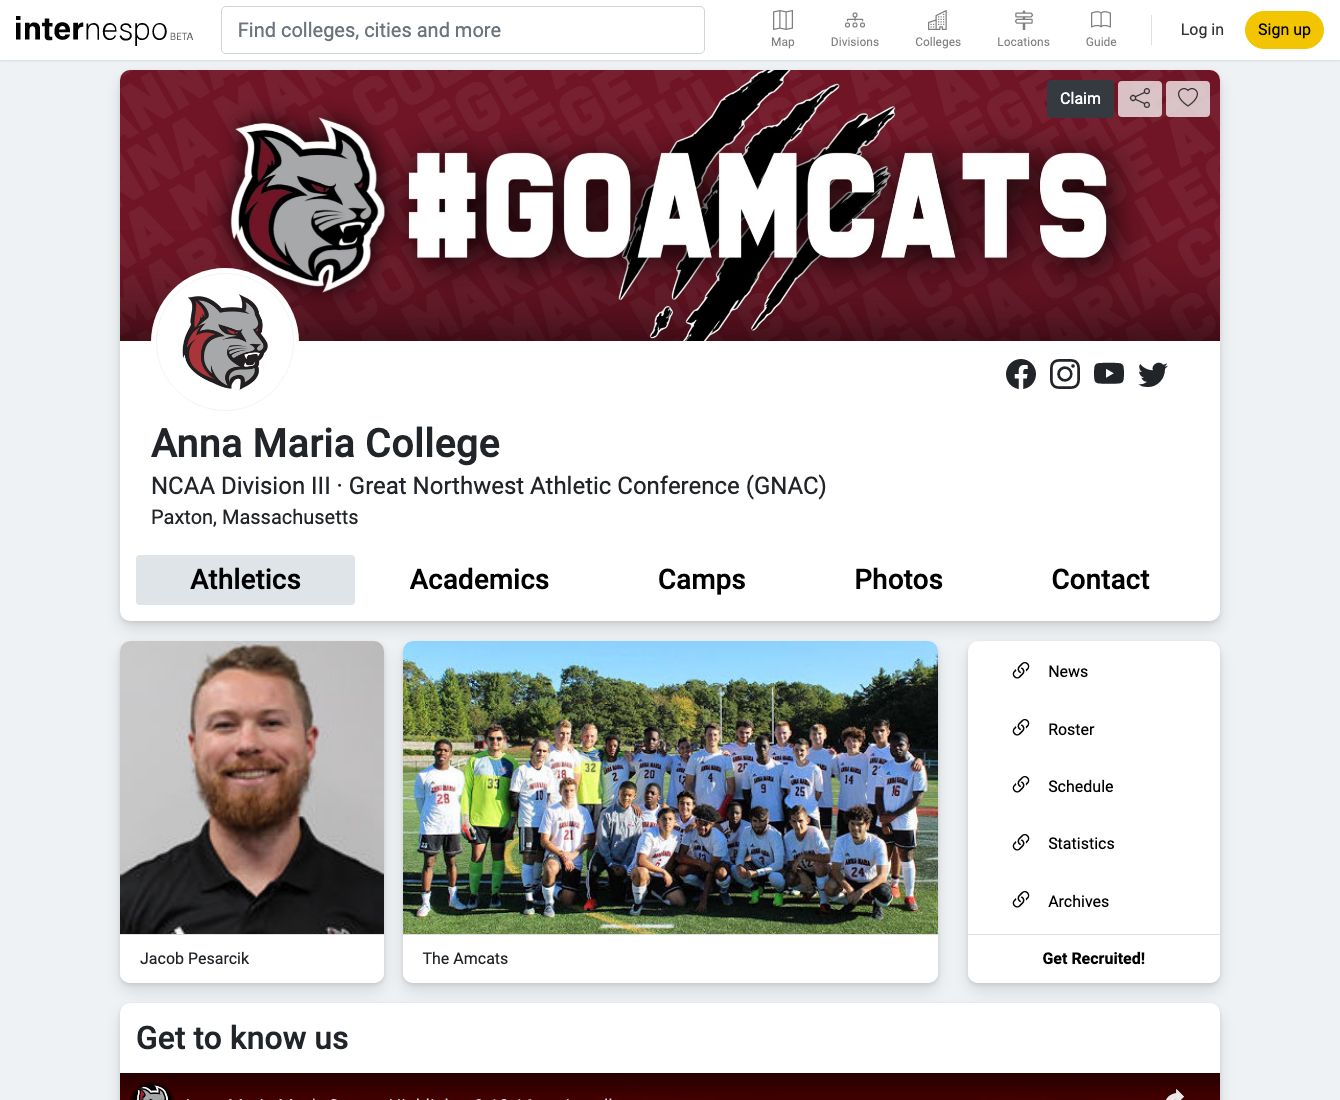 internespo BETA
Find colleges, cities and more
Map
Divisions
Colleges
Locations
Guide
Log in
Sign up
Claim
#GOAMCATS
Anna Maria College
NCAA Division III · Great Northwest Athletic Conference (GNAC)
Paxton, Massachusetts
Athletics
Academics
Camps
Photos
Contact
Jacob Pesarcik
The Amcats
News
Roster
Schedule
Statistics
Archives
Get Recruited!
Get to know us